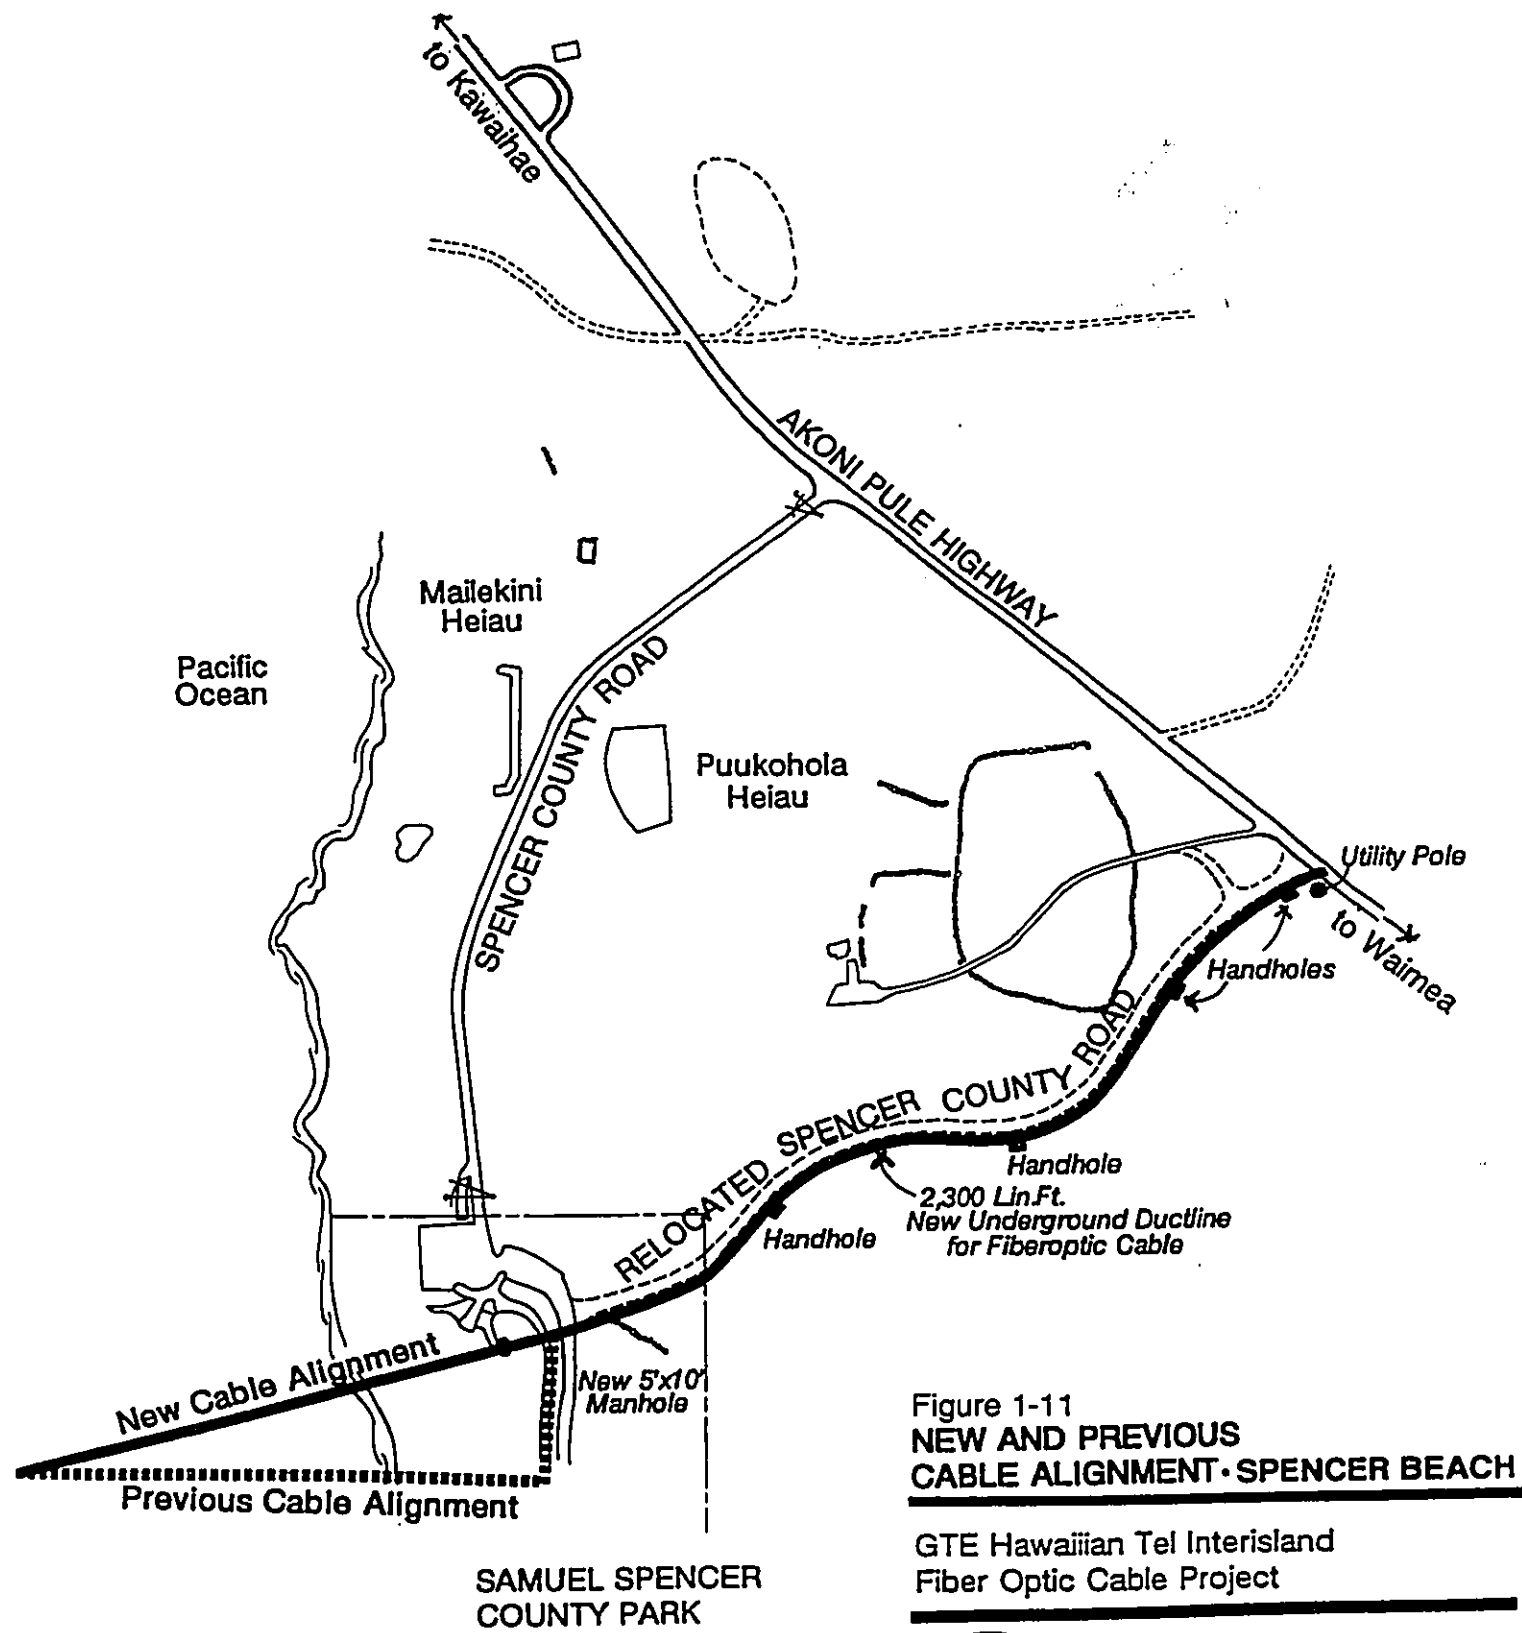 to Kawaihae
AKONI PULE HIGHWAY
Mailekini
Heiau
Pacific
Ocean
SPENCER COUNTY ROAD
Puukohola
Heiau
Utility Pole
to Waimea
Handholes
RELOCATED SPENCER COUNTY ROAD
Handhole
2,300 Lin.Ft.
New Underground Ductline
for Fiberoptic Cable
Handhole
New Cable Alignment
New 5'x10'
Manhole
Previous Cable Alignment
Figure 1-11
NEW AND PREVIOUS
CABLE ALIGNMENT·SPENCER BEACH
GTE Hawaiiian Tel Interisland
Fiber Optic Cable Project
SAMUEL SPENCER
COUNTY PARK